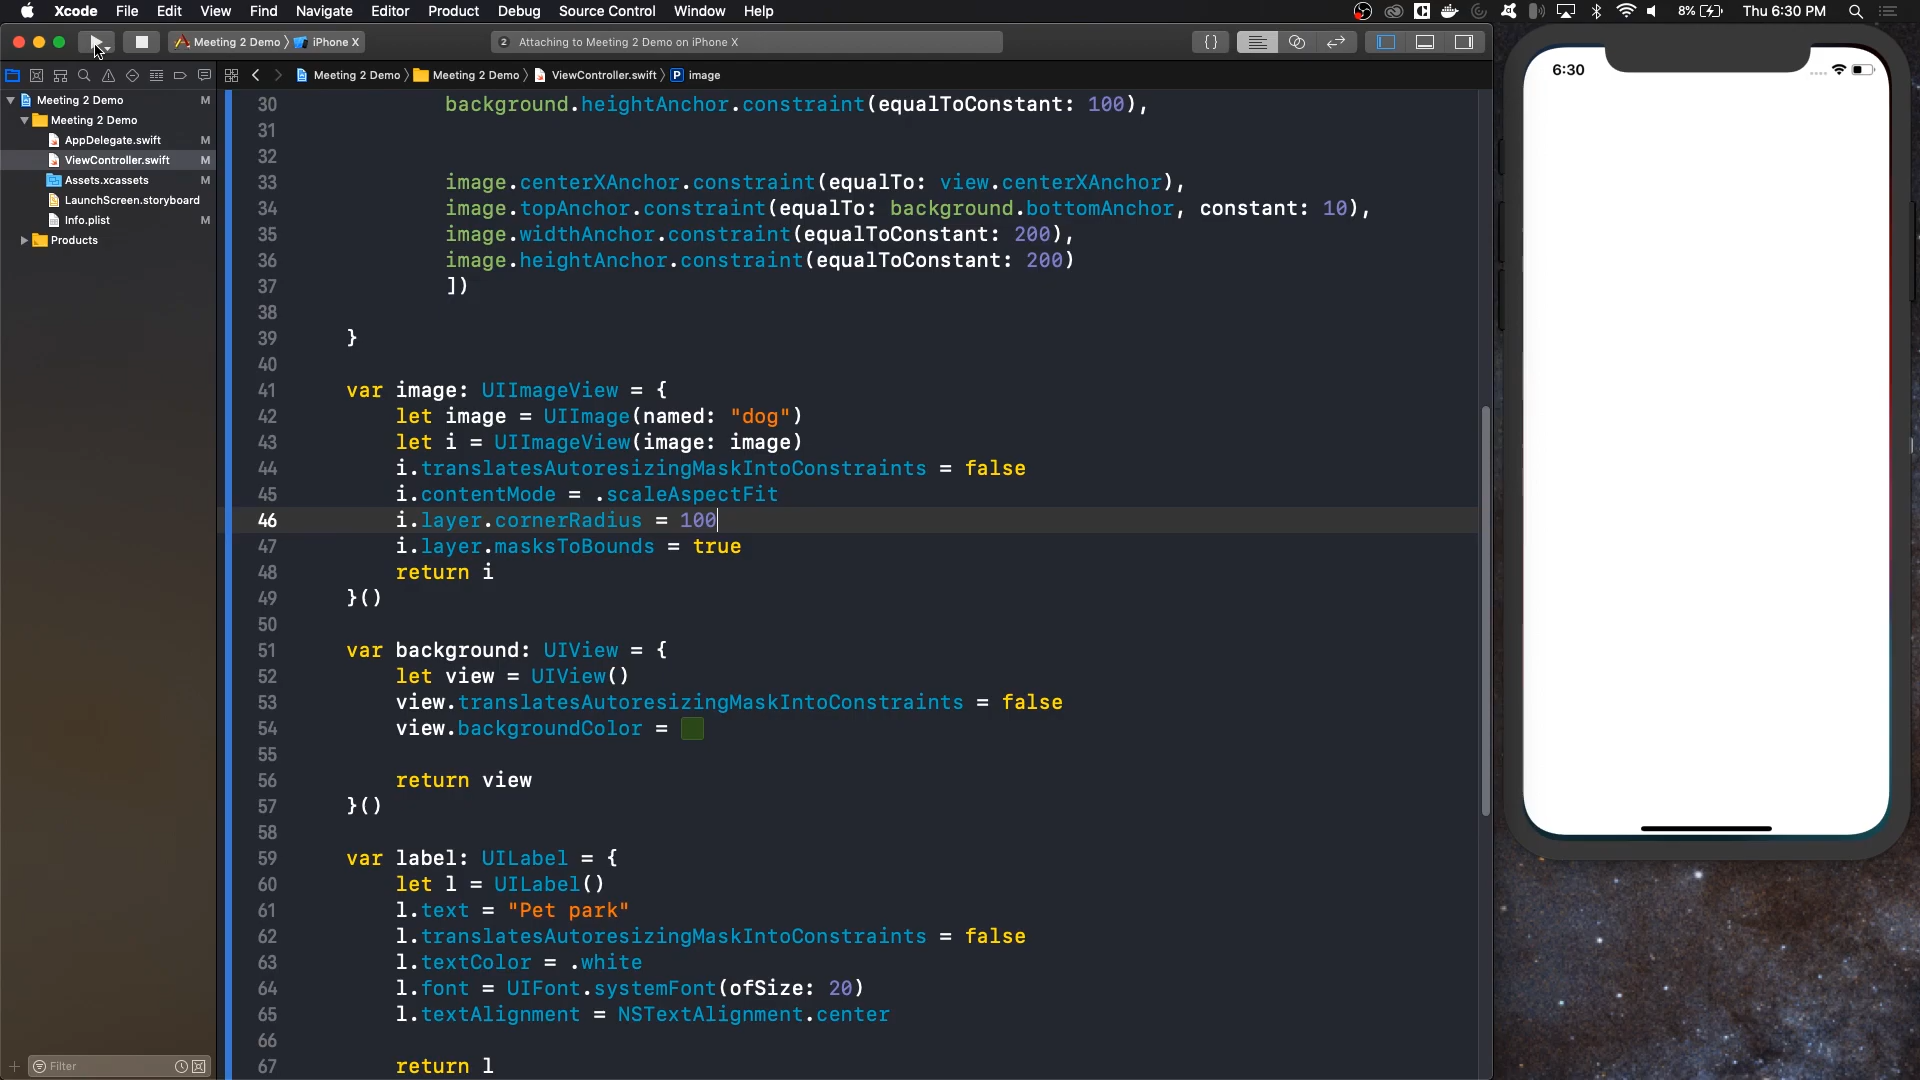 Xcode File Edit View Find Navigate Editor Product Debug Source Control Window Help 8% Thu 6:30 PM
Meeting 2 Demo iPhone X 2 Attaching to Meeting 2 Demo on iPhone X {}
Meeting 2 Demo Meeting 2 Demo ViewController.swift P image
Meeting 2 Demo M
Meeting 2 Demo
AppDelegate.swift M
ViewController.swift M
Assets.xcassets M
LaunchScreen.storyboard
Info.plist M
Products
Filter
30 background.heightAnchor.constraint(equalToConstant: 100),
31
32
33 image.centerXAnchor.constraint(equalTo: view.centerXAnchor),
34 image.topAnchor.constraint(equalTo: background.bottomAnchor, constant: 10),
35 image.widthAnchor.constraint(equalToConstant: 200),
36 image.heightAnchor.constraint(equalToConstant: 200)
37 ])
38
39 }
40
41 var image: UIImageView = {
42 let image = UIImage(named: "dog")
43 let i = UIImageView(image: image)
44 i.translatesAutoresizingMaskIntoConstraints = false
45 i.contentMode = .scaleAspectFit
46 i.layer.cornerRadius = 100
47 i.layer.masksToBounds = true
48 return i
49 }()
50
51 var background: UIView = {
52 let view = UIView()
53 view.translatesAutoresizingMaskIntoConstraints = false
54 view.backgroundColor =
55
56 return view
57 }()
58
59 var label: UILabel = {
60 let l = UILabel()
61 l.text = "Pet park"
62 l.translatesAutoresizingMaskIntoConstraints = false
63 l.textColor = .white
64 l.font = UIFont.systemFont(ofSize: 20)
65 l.textAlignment = NSTextAlignment.center
66
67 return l
6:30